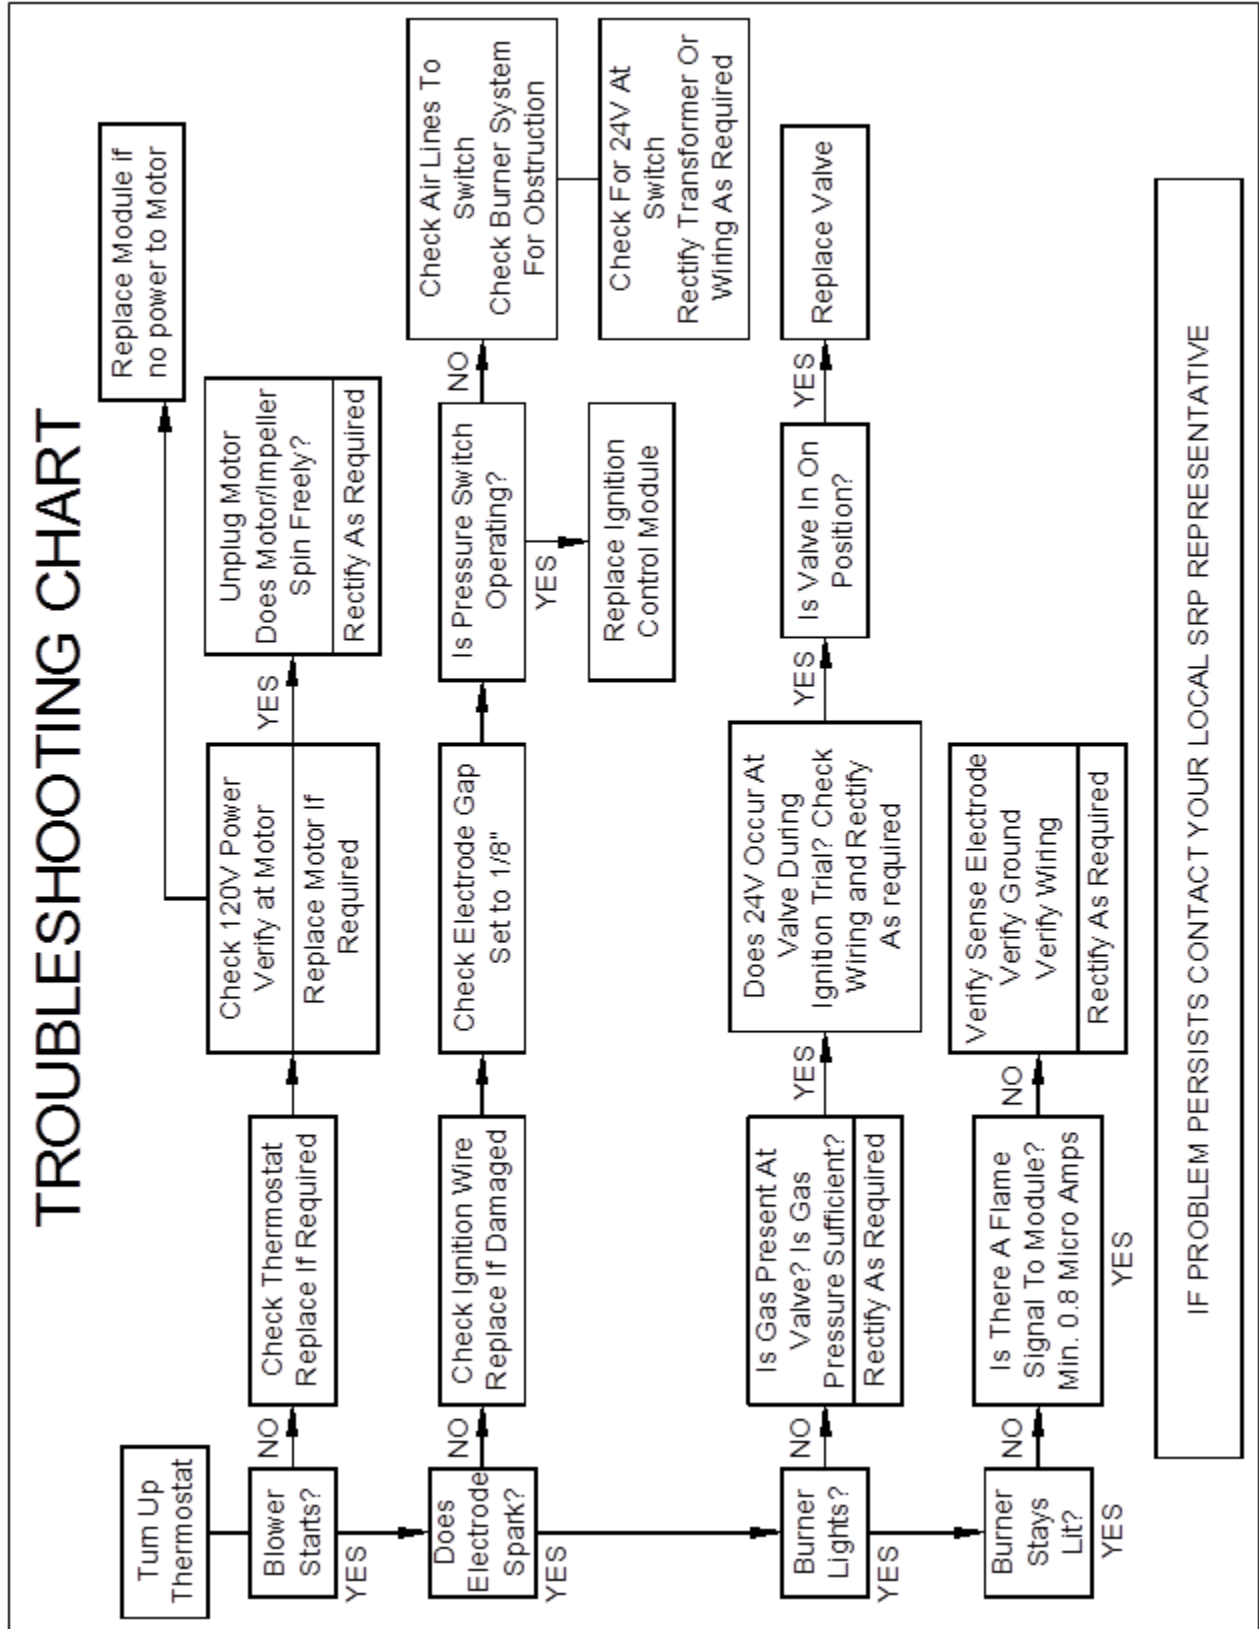 TROUBLESHOOTING CHART
Turn Up
Thermostat
Blower
Starts?
NO
YES
Check Thermostat
Replace If Required
Check 120V Power
Verify at Motor
Replace Motor If
Required
YES
Unplug Motor
Does Motor/Impeller
Spin Freely?
Rectify As Required
Replace Module if
no power to Motor
Does
Electrode
Spark?
NO
YES
Check Ignition Wire
Replace If Damaged
Check Electrode Gap
Set to 1/8"
Is Pressure Switch
Operating?
NO
YES
Check Air Lines To
Switch
Check Burner System
For Obstruction
Replace Ignition
Control Module
Check For 24V At
Switch
Rectify Transformer Or
Wiring As Required
Burner
Lights?
NO
YES
Is Gas Present At
Valve? Is Gas
Pressure Sufficient?
Rectify As Required
YES
Does 24V Occur At
Valve During
Ignition Trial? Check
Wiring and Rectify
As required
YES
Is Valve In On
Position?
YES
Replace Valve
Burner
Stays
Lit?
NO
YES
Is There A Flame
Signal To Module?
Min. 0.8 Micro Amps
NO
YES
Verify Sense Electrode
Verify Ground
Verify Wiring
Rectify As Required
IF PROBLEM PERSISTS CONTACT YOUR LOCAL SRP REPRESENTATIVE